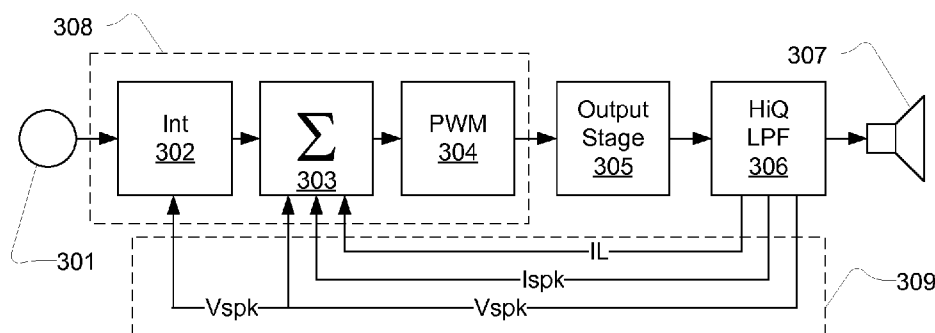 308
307
Int
302
Σ
303
PWM
304
Output
Stage
305
HiQ
LPF
306
301
IL
Ispk
Vspk
Vspk
309